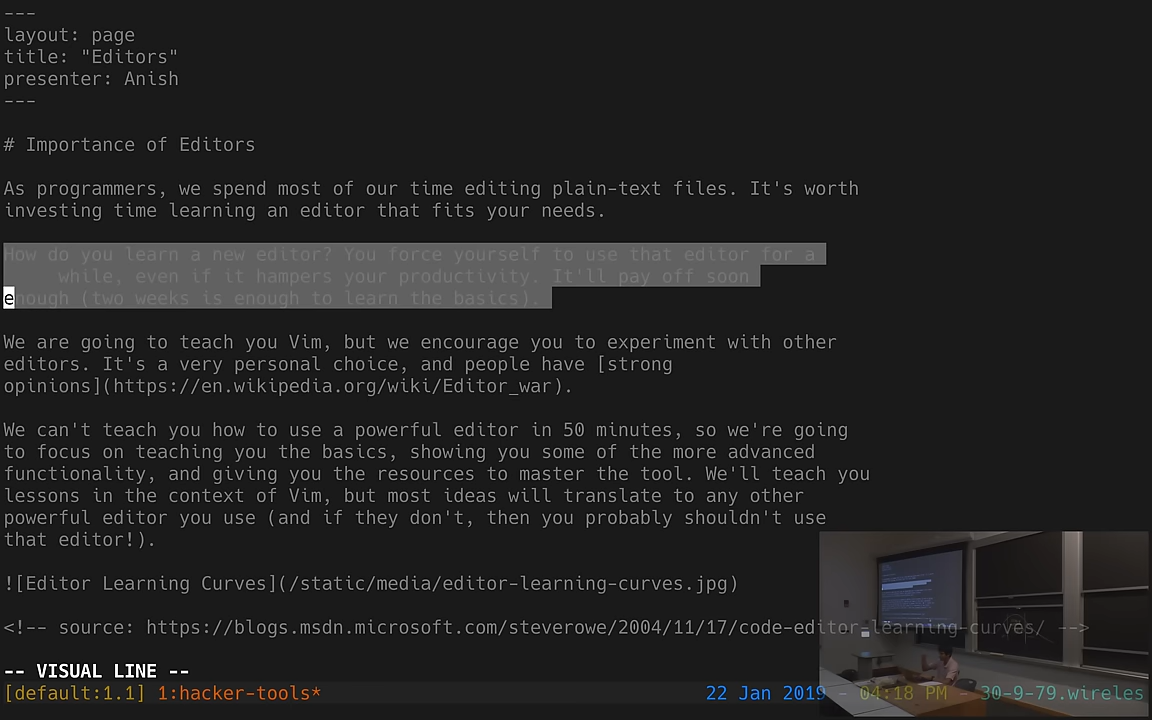 ---
layout: page
title: "Editors"
presenter: Anish
---
# Importance of Editors
As programmers, we spend most of our time editing plain-text files. It's worth
investing time learning an editor that fits your needs.
How do you learn a new editor? You force yourself to use that editor for a
while, even if it hampers your productivity. It'll pay off soon
enough (two weeks is enough to learn the basics).
We are going to teach you Vim, but we encourage you to experiment with other
editors. It's a very personal choice, and people have [strong
opinions](https://en.wikipedia.org/wiki/Editor_war).
We can't teach you how to use a powerful editor in 50 minutes, so we're going
to focus on teaching you the basics, showing you some of the more advanced
functionality, and giving you the resources to master the tool. We'll teach you
lessons in the context of Vim, but most ideas will translate to any other
powerful editor you use (and if they don't, then you probably shouldn't use
that editor!).
![Editor Learning Curves](/static/media/editor-learning-curves.jpg)
<!-- source: https://blogs.msdn.microsoft.com/steverowe/2004/11/17/code-editor-learning-curves/ -->
-- VISUAL LINE --
[default:1.1] 1:hacker-tools* 22 Jan 2019 - 04:18 PM - 30-9-79.wireles